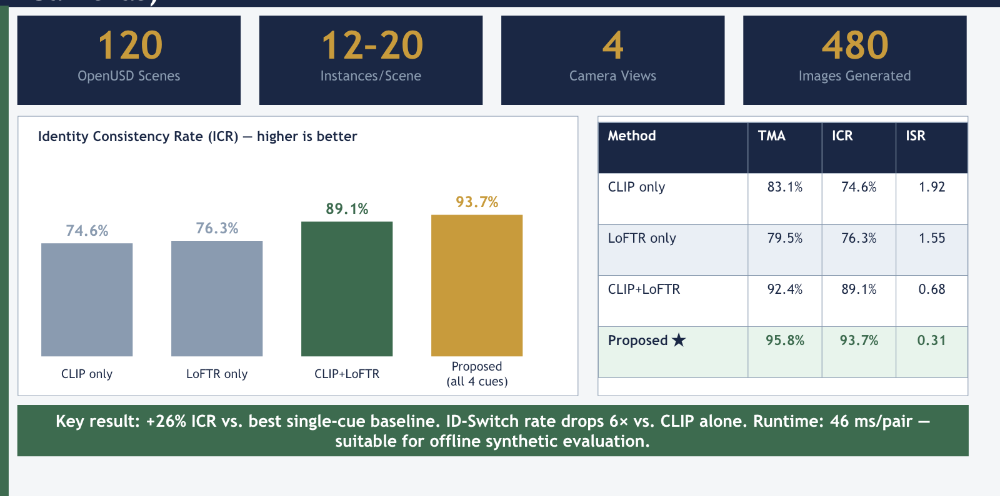 120
OpenUSD Scenes
12–20
Instances/Scene
4
Camera Views
480
Images Generated
Identity Consistency Rate (ICR) — higher is better
74.6%
76.3%
89.1%
93.7%
CLIP only
LoFTR only
CLIP+LoFTR
Proposed
(all 4 cues)
Method TMA ICR ISR
CLIP only 83.1% 74.6% 1.92
LoFTR only 79.5% 76.3% 1.55
CLIP+LoFTR 92.4% 89.1% 0.68
Proposed ★ 95.8% 93.7% 0.31
Key result: +26% ICR vs. best single-cue baseline. ID-Switch rate drops 6× vs. CLIP alone. Runtime: 46 ms/pair —
suitable for offline synthetic evaluation.